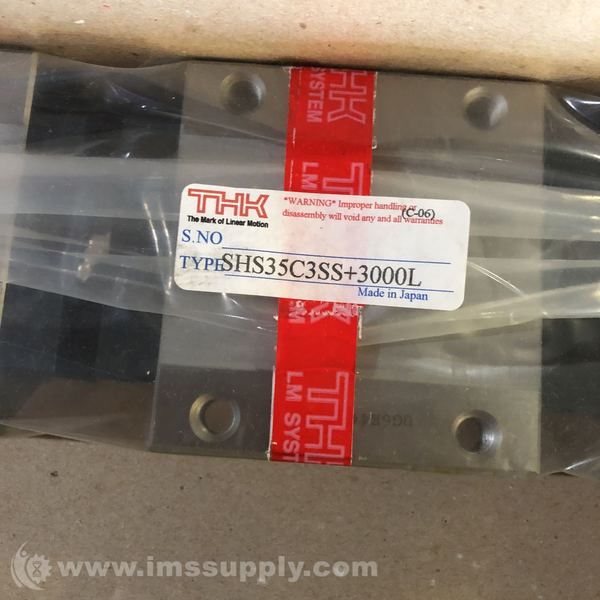 THK
SYSTEM
THK
The Mark of Linear Motion
*WARNING* Improper handling or
disassembly will void any and all warranties
(C-06)
S.NO
TYPE SHS35C3SS+3000L
Made in Japan
LM
THK
LM SYSTEM
www.imssupply.com